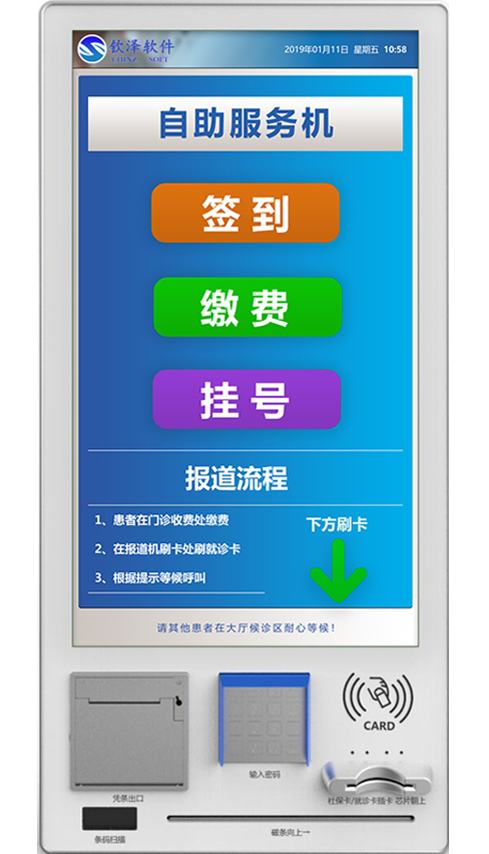 钦泽软件
CHNZ SOFT
2019年01月11日 星期五 10:58
自助服务机
签到
缴费
挂号
报道流程
1、患者在门诊收费处缴费
2、在报道机刷卡处刷就诊卡
3、根据提示等候呼叫
下方刷卡
请其他患者在大厅候诊区耐心等候!
CARD
凭条出口
输入密码
社保卡/就诊卡插卡 芯片朝上
条码扫描
磁条向上→